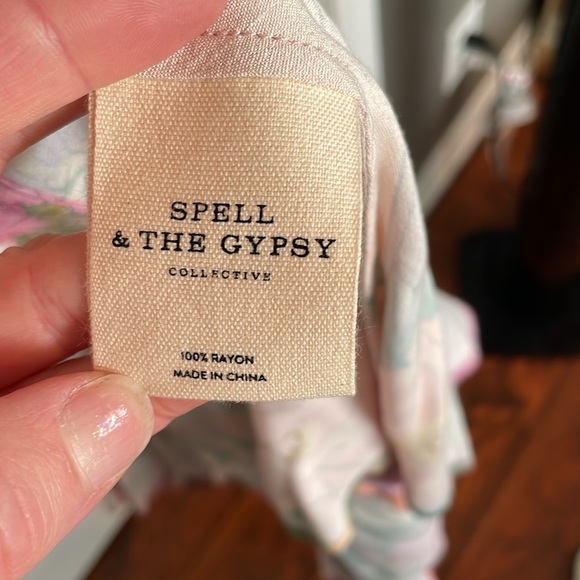 SPELL
& THE GYPSY
COLLECTIVE
100% RAYON
MADE IN CHINA